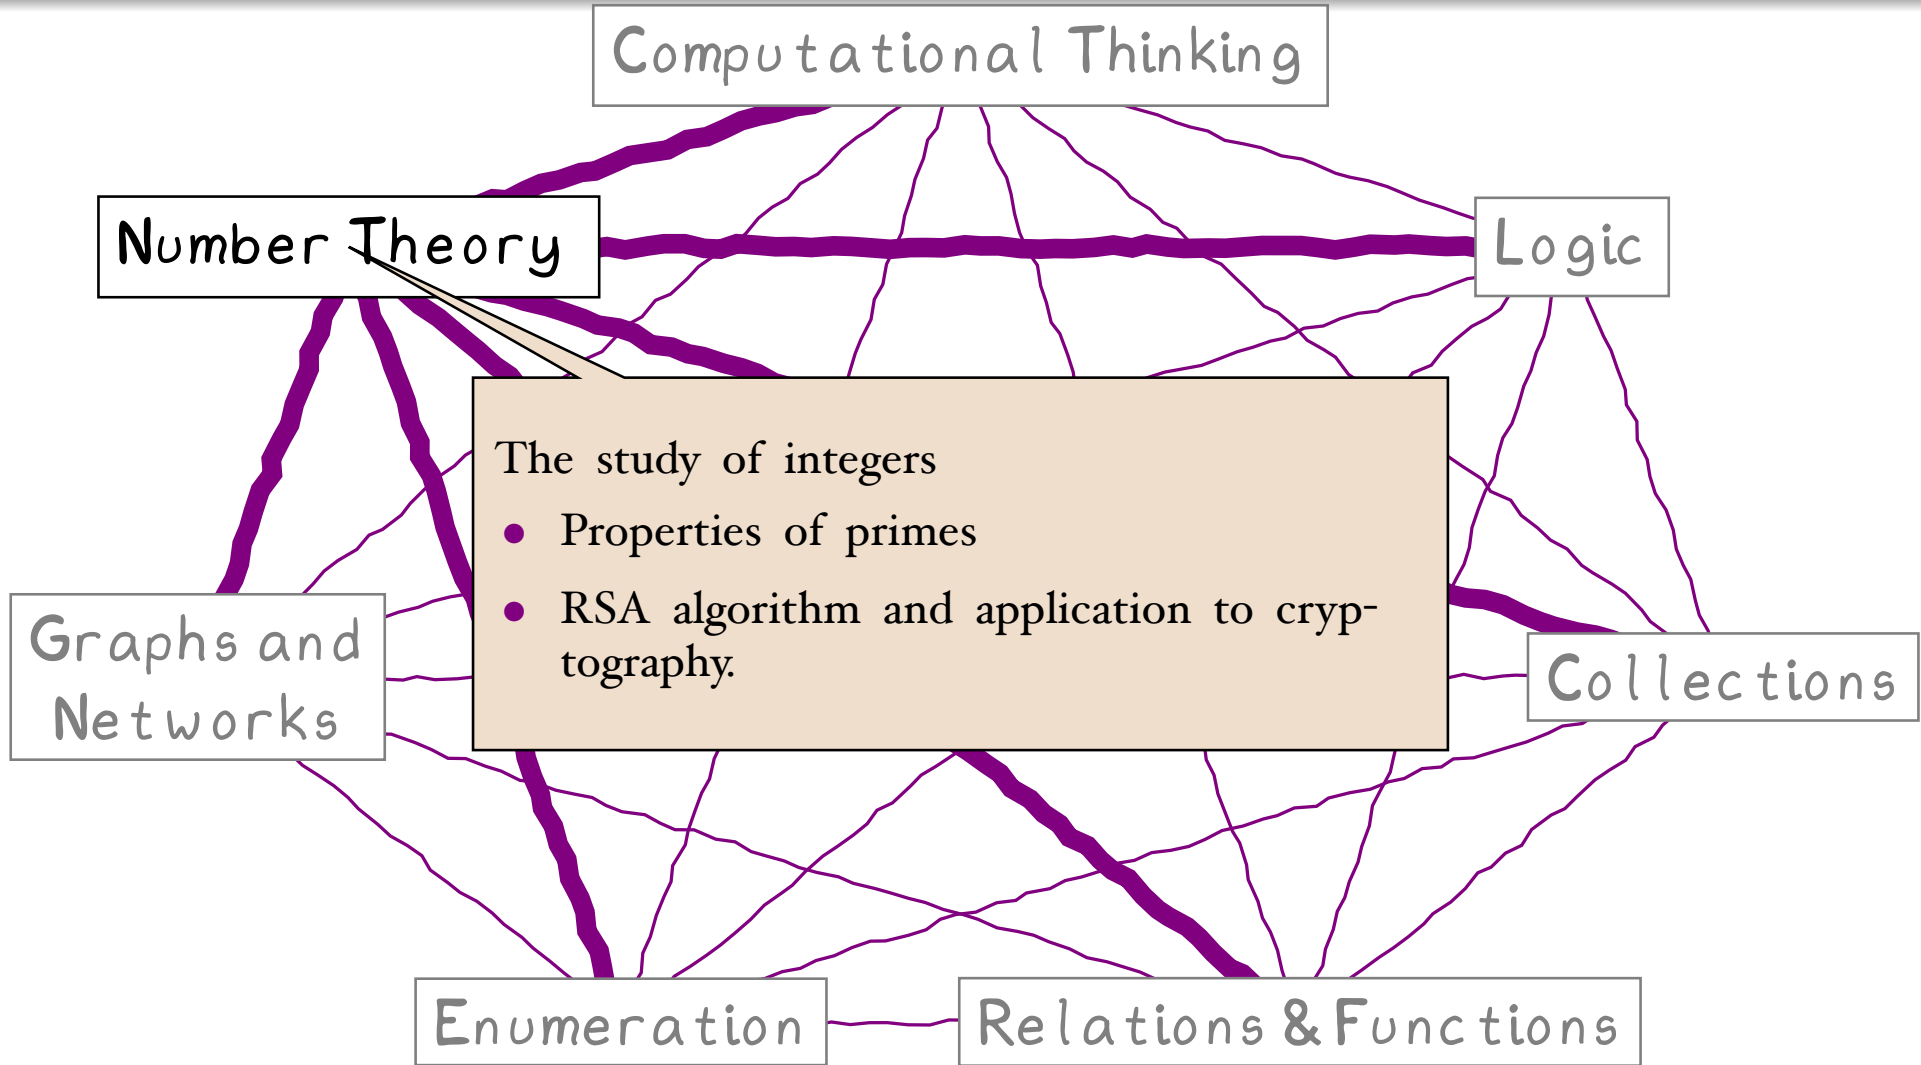 Computational Thinking
Number Theory
Logic
The study of integers
● Properties of primes
● RSA algorithm and application to cryp-
tography.
Graphs and
Networks
Collections
Enumeration
Relations & Functions